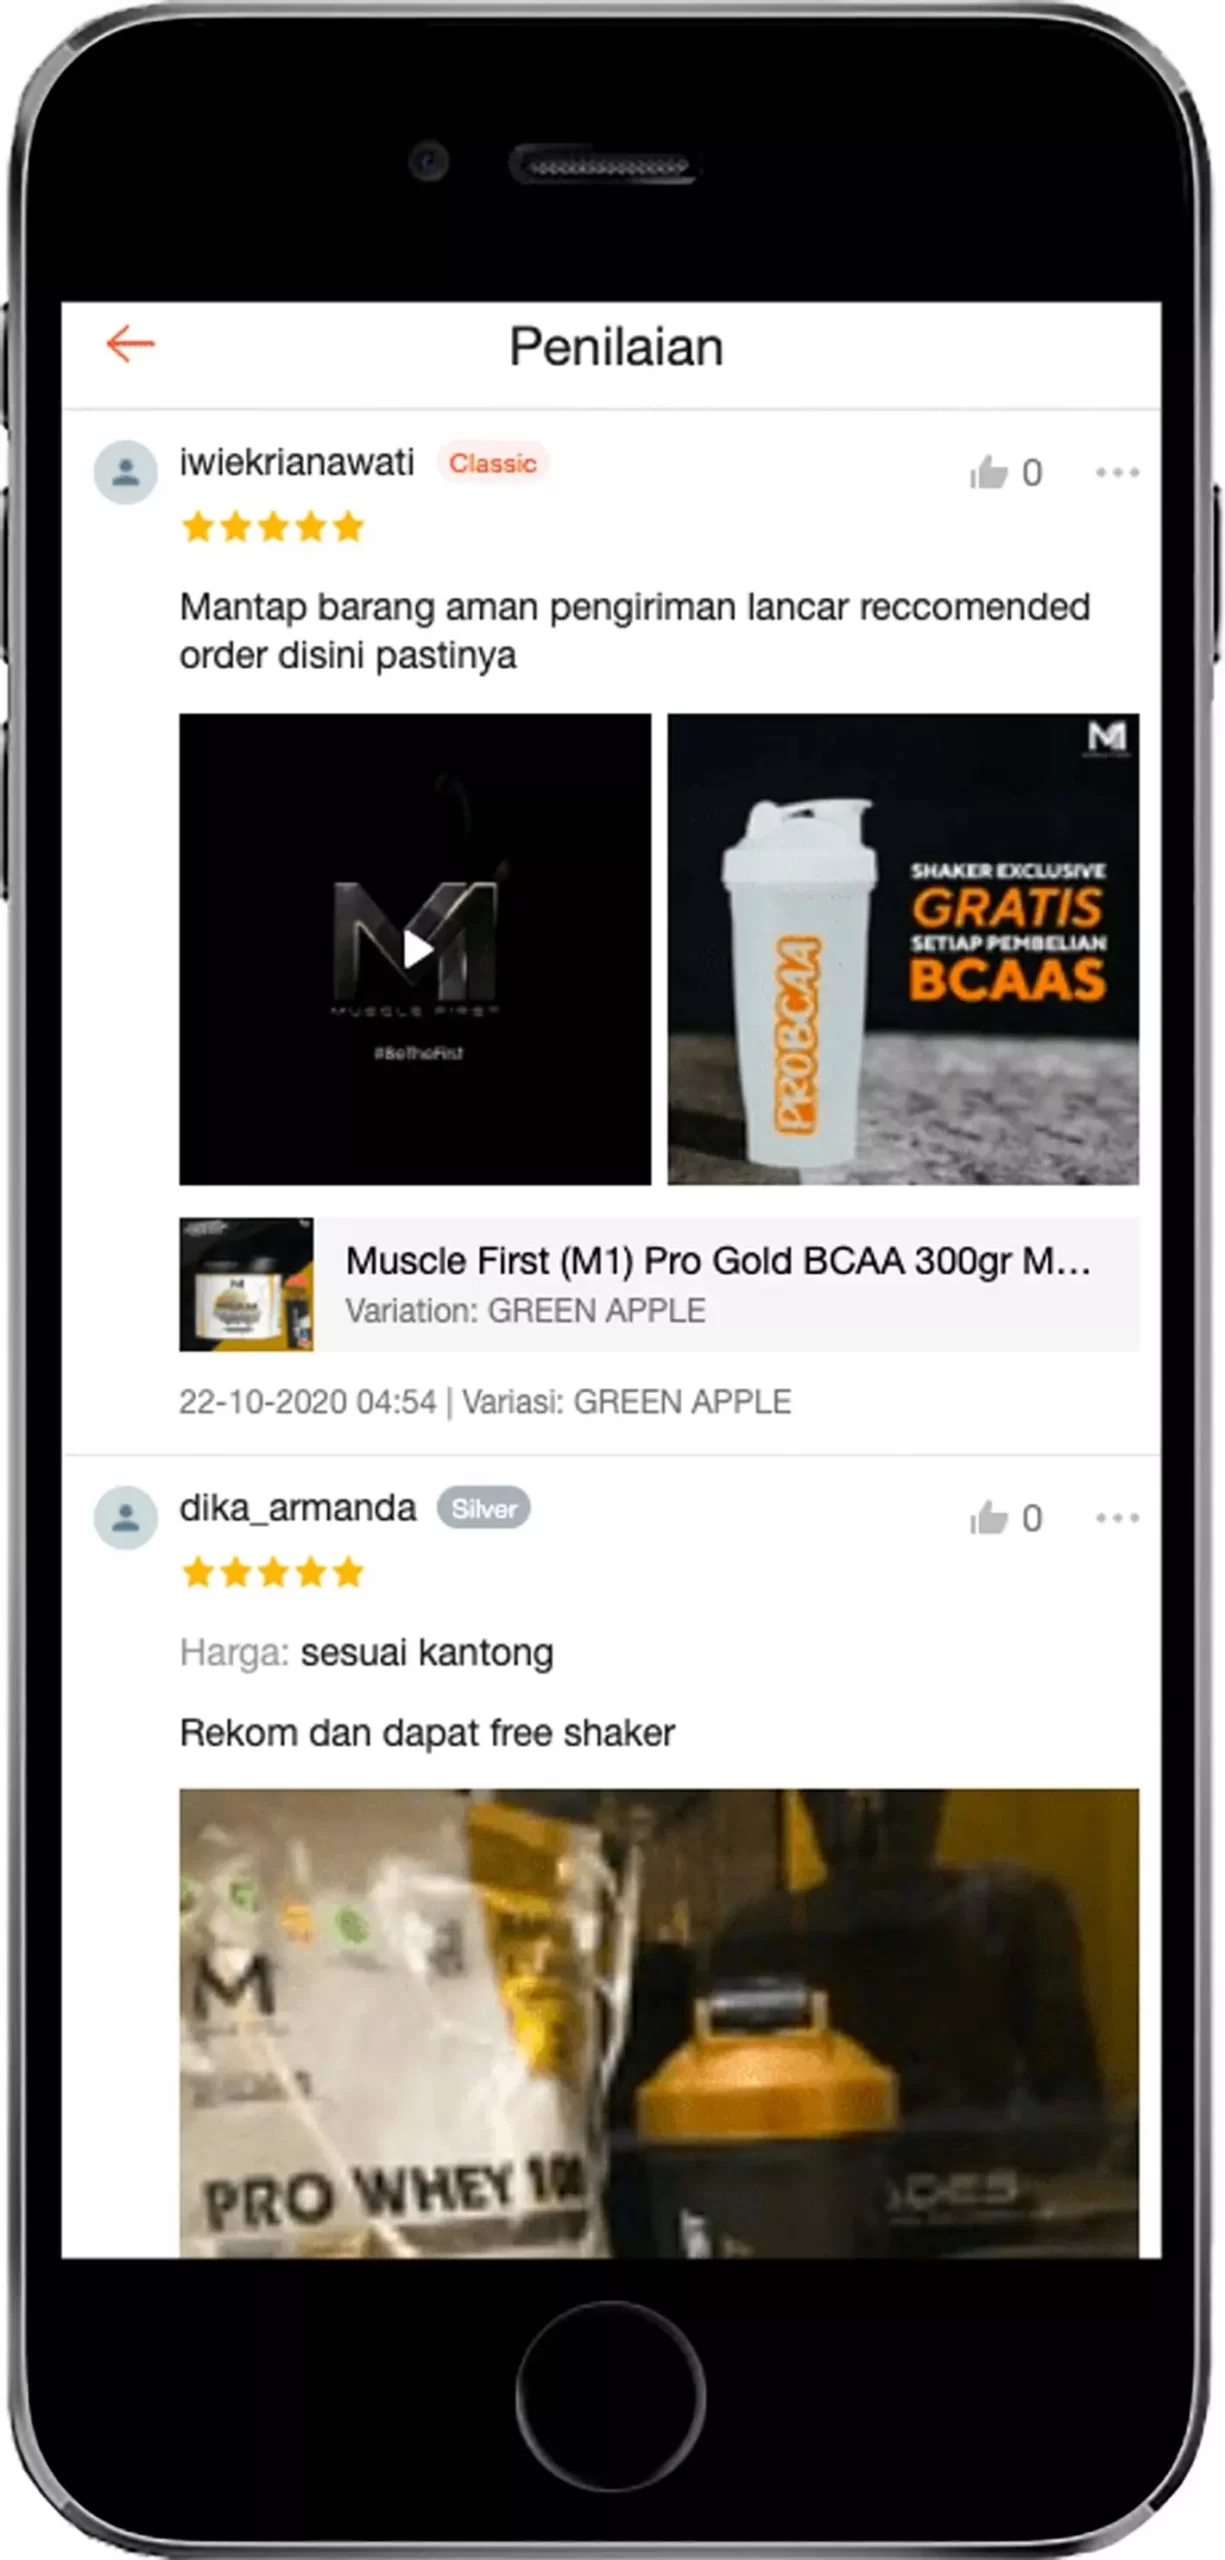 Penilaian
iwiekrianawati Classic
0
Mantap barang aman pengiriman lancar reccomended
order disini pastinya
M1
MUSCLE FIRST
#BeTheFirst
M1
SHAKER EXCLUSIVE
GRATIS
SETIAP PEMBELIAN
BCAAS
PROBCAA
Muscle First (M1) Pro Gold BCAA 300gr M...
Variation: GREEN APPLE
22-10-2020 04:54 | Variasi: GREEN APPLE
dika_armanda Silver
0
Harga: sesuai kantong
Rekom dan dapat free shaker
PRO WHEY